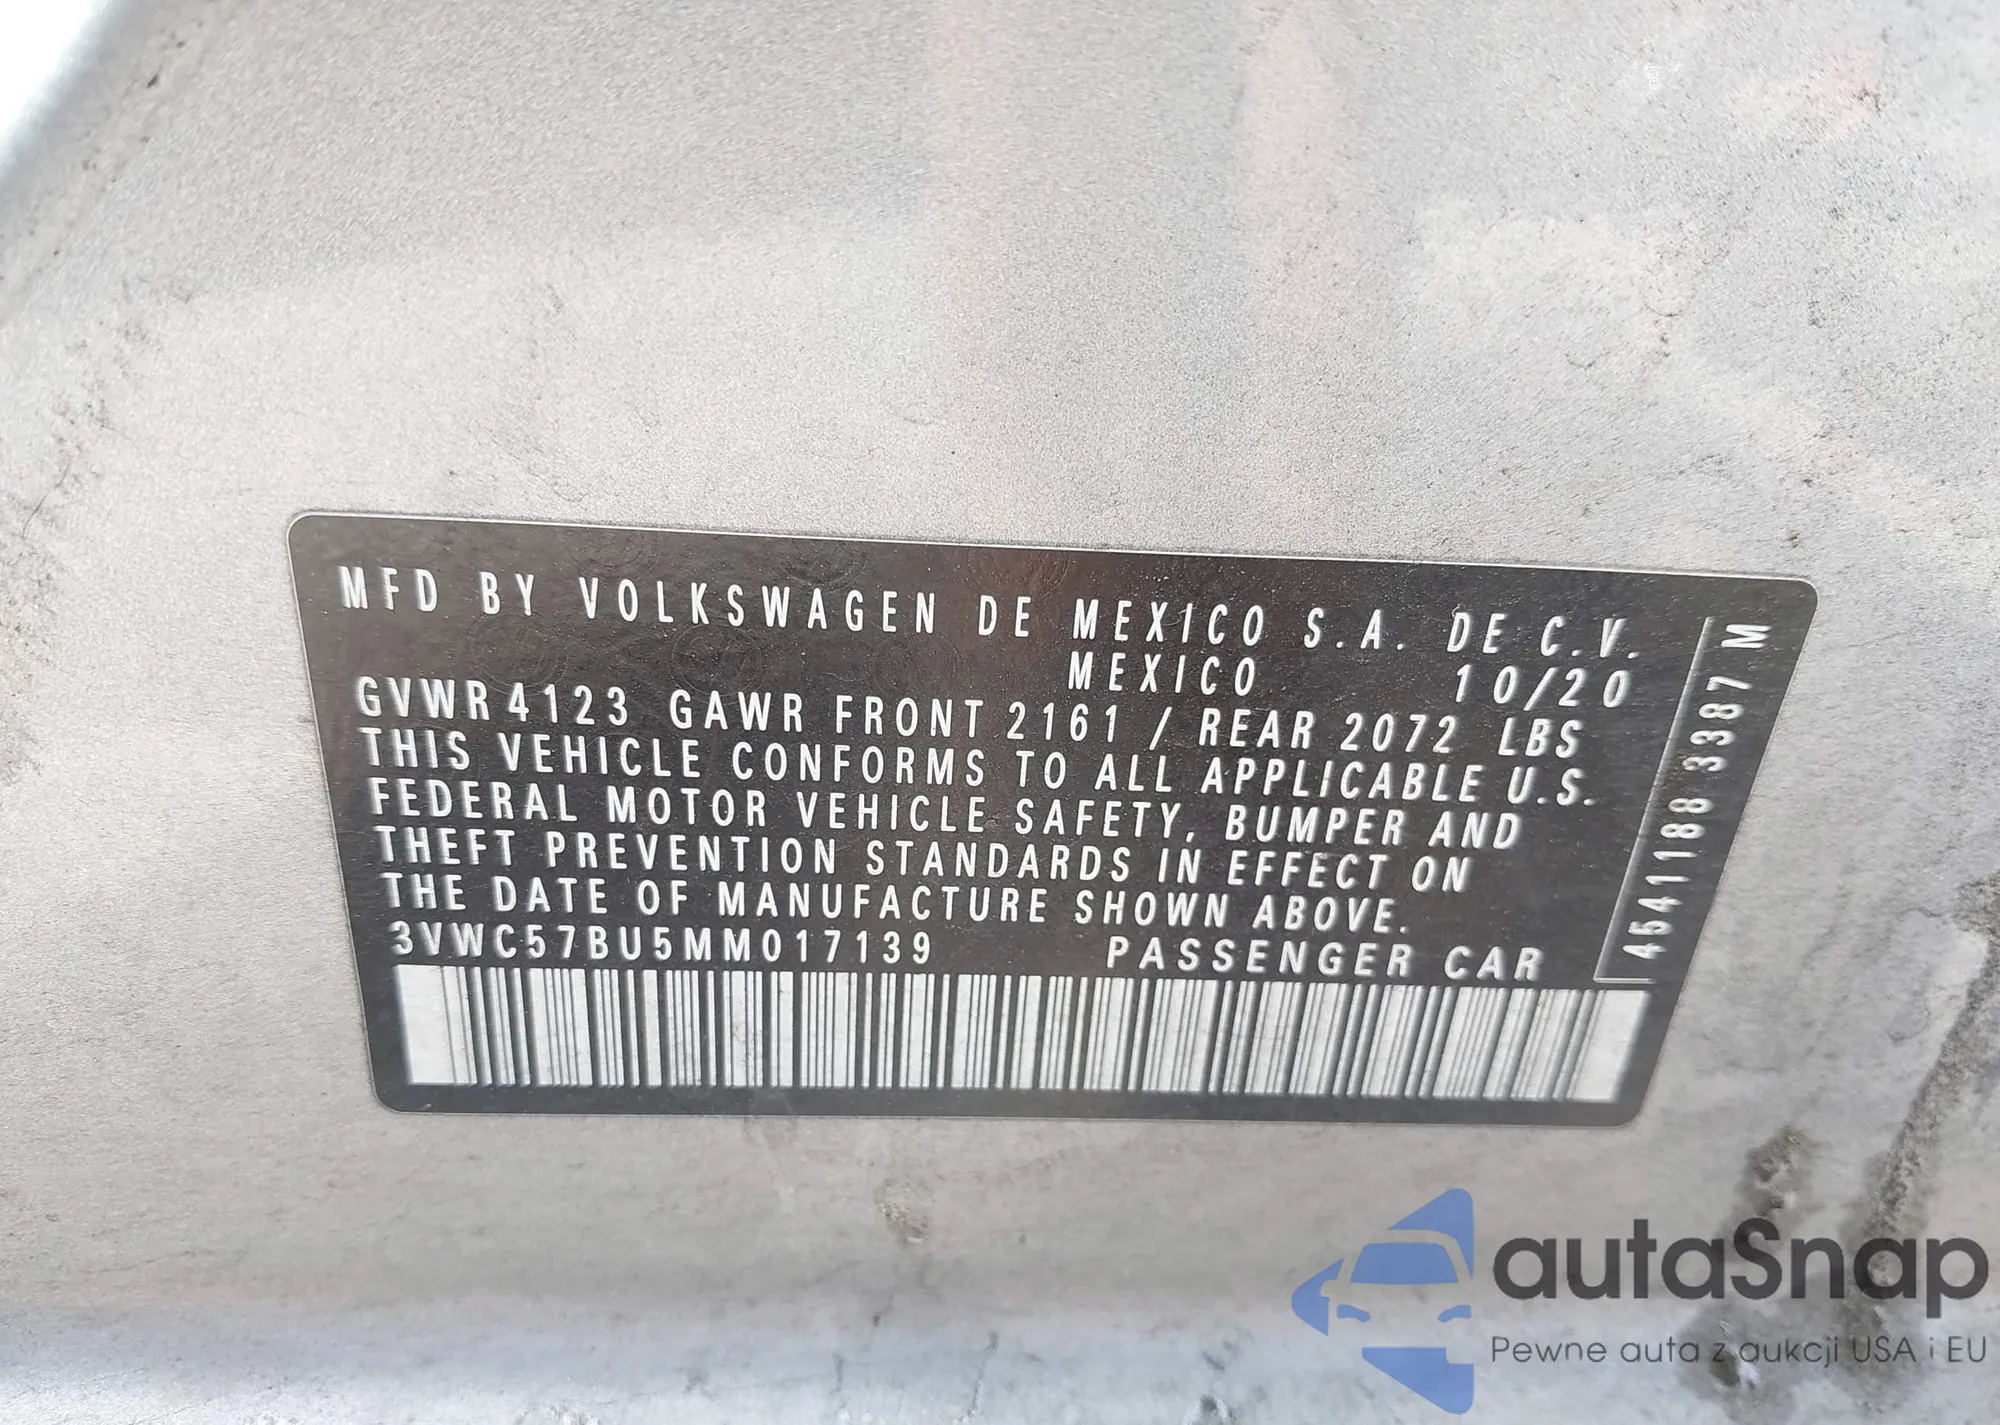 MFD BY VOLKSWAGEN DE MEXICO S.A. DE C.V.
MEXICO 10/20
GVWR 4123 GAWR FRONT 2161 / REAR 2072 LBS
THIS VEHICLE CONFORMS TO ALL APPLICABLE U.S.
FEDERAL MOTOR VEHICLE SAFETY, BUMPER AND
THEFT PREVENTION STANDARDS IN EFFECT ON
THE DATE OF MANUFACTURE SHOWN ABOVE.
3VWC57BU5MM017139 PASSENGER CAR
4541188 3387 M
autaSnap
Pewne auta z aukcji USA i EU